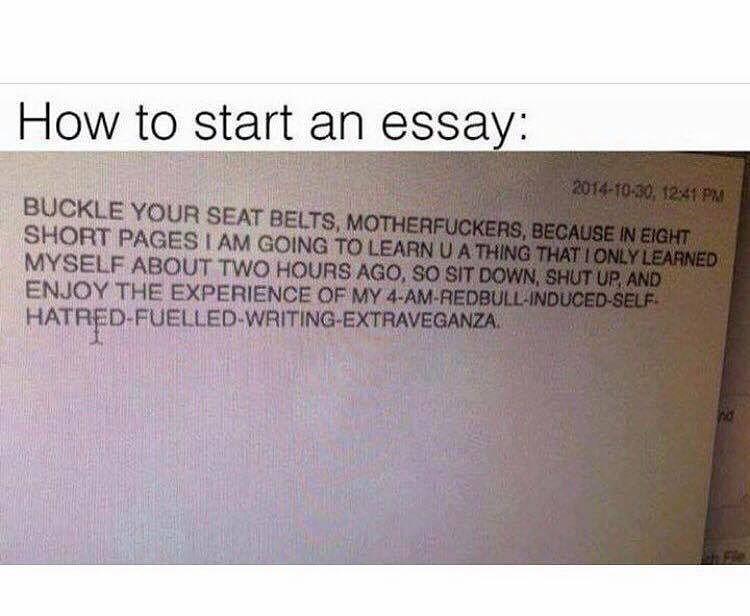 How to start an essay:
2014-10-30, 12:41 PM
BUCKLE YOUR SEAT BELTS, MOTHERFUCKERS, BECAUSE IN EIGHT
SHORT PAGES I AM GOING TO LEARN U A THING THAT I ONLY LEARNED
MYSELF ABOUT TWO HOURS AGO, SO SIT DOWN, SHUT UP, AND
ENJOY THE EXPERIENCE OF MY 4-AM-REDBULL-INDUCED-SELF-
HATRED-FUELLED-WRITING-EXTRAVEGANZA.
File